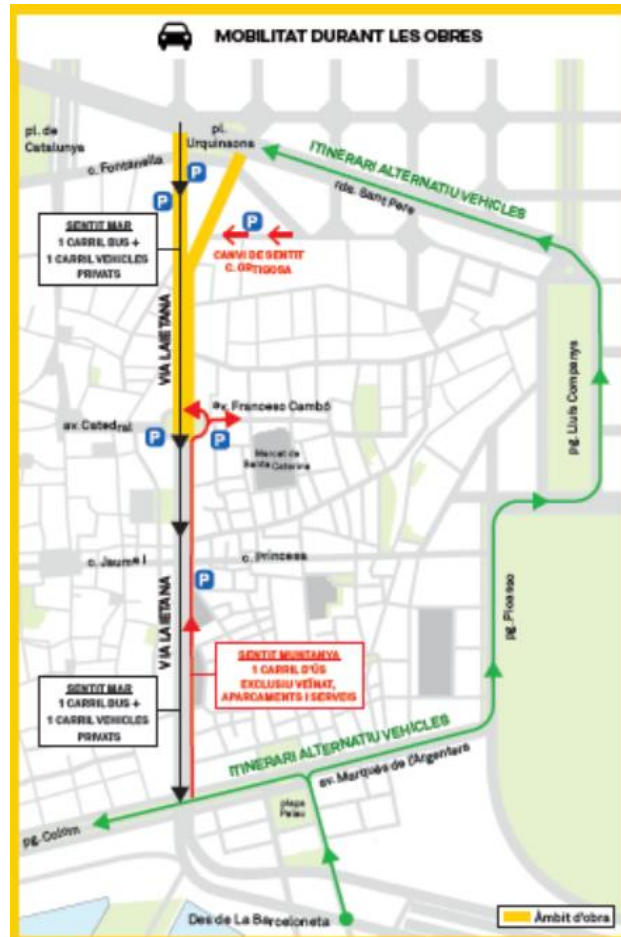 MOBILITAT DURANT LES OBRES
pl. de
Catalunya
pl.
Urquinaona
c. Fontanella
P
P
ITINERARI ALTERNATIU VEHICLES
rda. Sant Pere
P
CANVI DE SENTIT
C. ORTIGOSA
SENTIT MAR
1 CARRIL BUS +
1 CARRIL VEHICLES
PRIVATS
VIA LAIETANA
pg. Lluís Companys
av. Francesc Cambó
av. Catedral
P
P
Mercat de
Santa Caterina
c. Jaume I
c. Princesa
P
pg. Picasso
VIA LAIETANA
SENTIT MUNTANYA
1 CARRIL D'ÚS
EXCLUSIU VEÏNAT,
APARCAMENTS I SERVEIS
SENTIT MAR
1 CARRIL BUS +
1 CARRIL VEHICLES
PRIVATS
ITINERARI ALTERNATIU VEHICLES
av. Marquès de l'Argentera
plaça
Palau
pg. Colom
Des de La Barceloneta
Àmbit d'obra